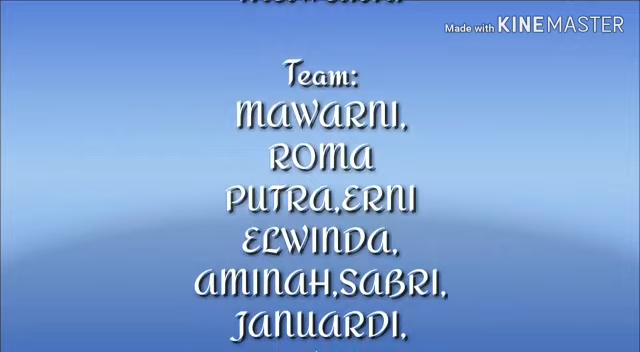 Made with KINEMASTER
Team:
MAWARNI,
ROMA
PUTRA,ERNI
ELWINDA,
AMINAH,SABRI,
JANUARDI,